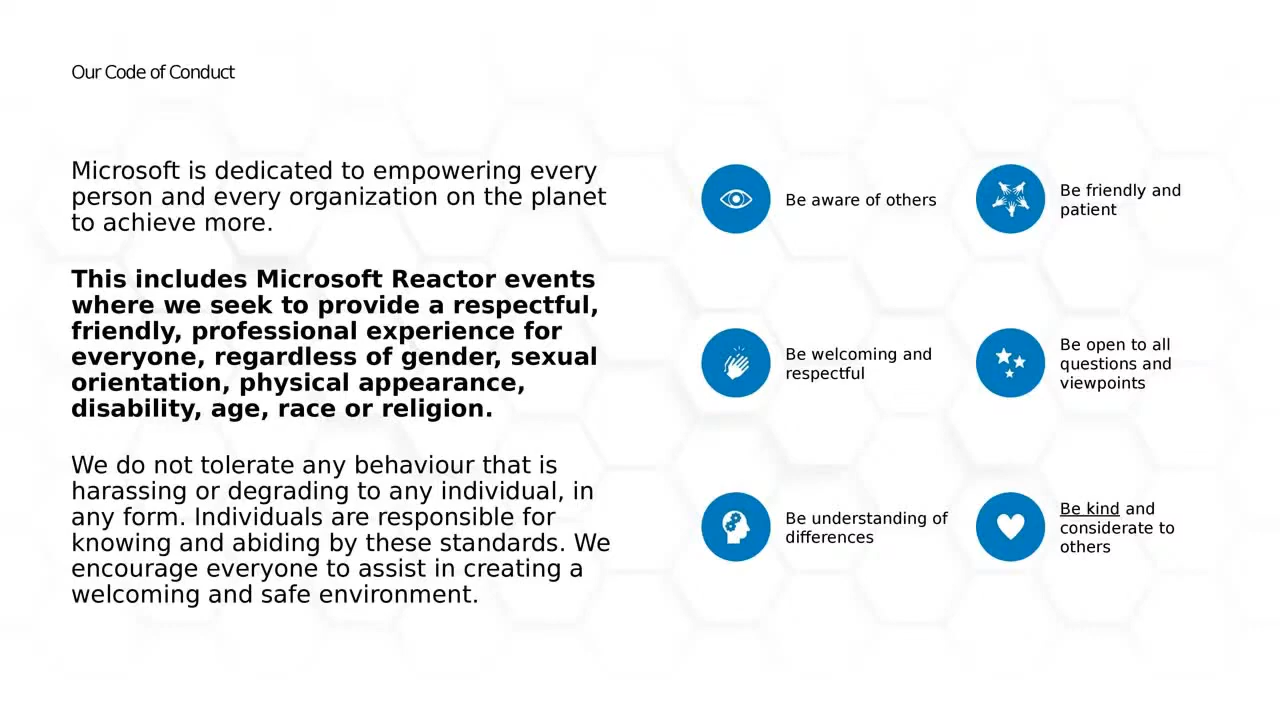 Our Code of Conduct
Microsoft is dedicated to empowering every
person and every organization on the planet
to achieve more.
This includes Microsoft Reactor events
where we seek to provide a respectful,
friendly, professional experience for
everyone, regardless of gender, sexual
orientation, physical appearance,
disability, age, race or religion.
We do not tolerate any behaviour that is
harassing or degrading to any individual, in
any form. Individuals are responsible for
knowing and abiding by these standards. We
encourage everyone to assist in creating a
welcoming and safe environment.
Be aware of others
Be friendly and
patient
Be welcoming and
respectful
Be open to all
questions and
viewpoints
Be understanding of
differences
Be kind and
considerate to
others